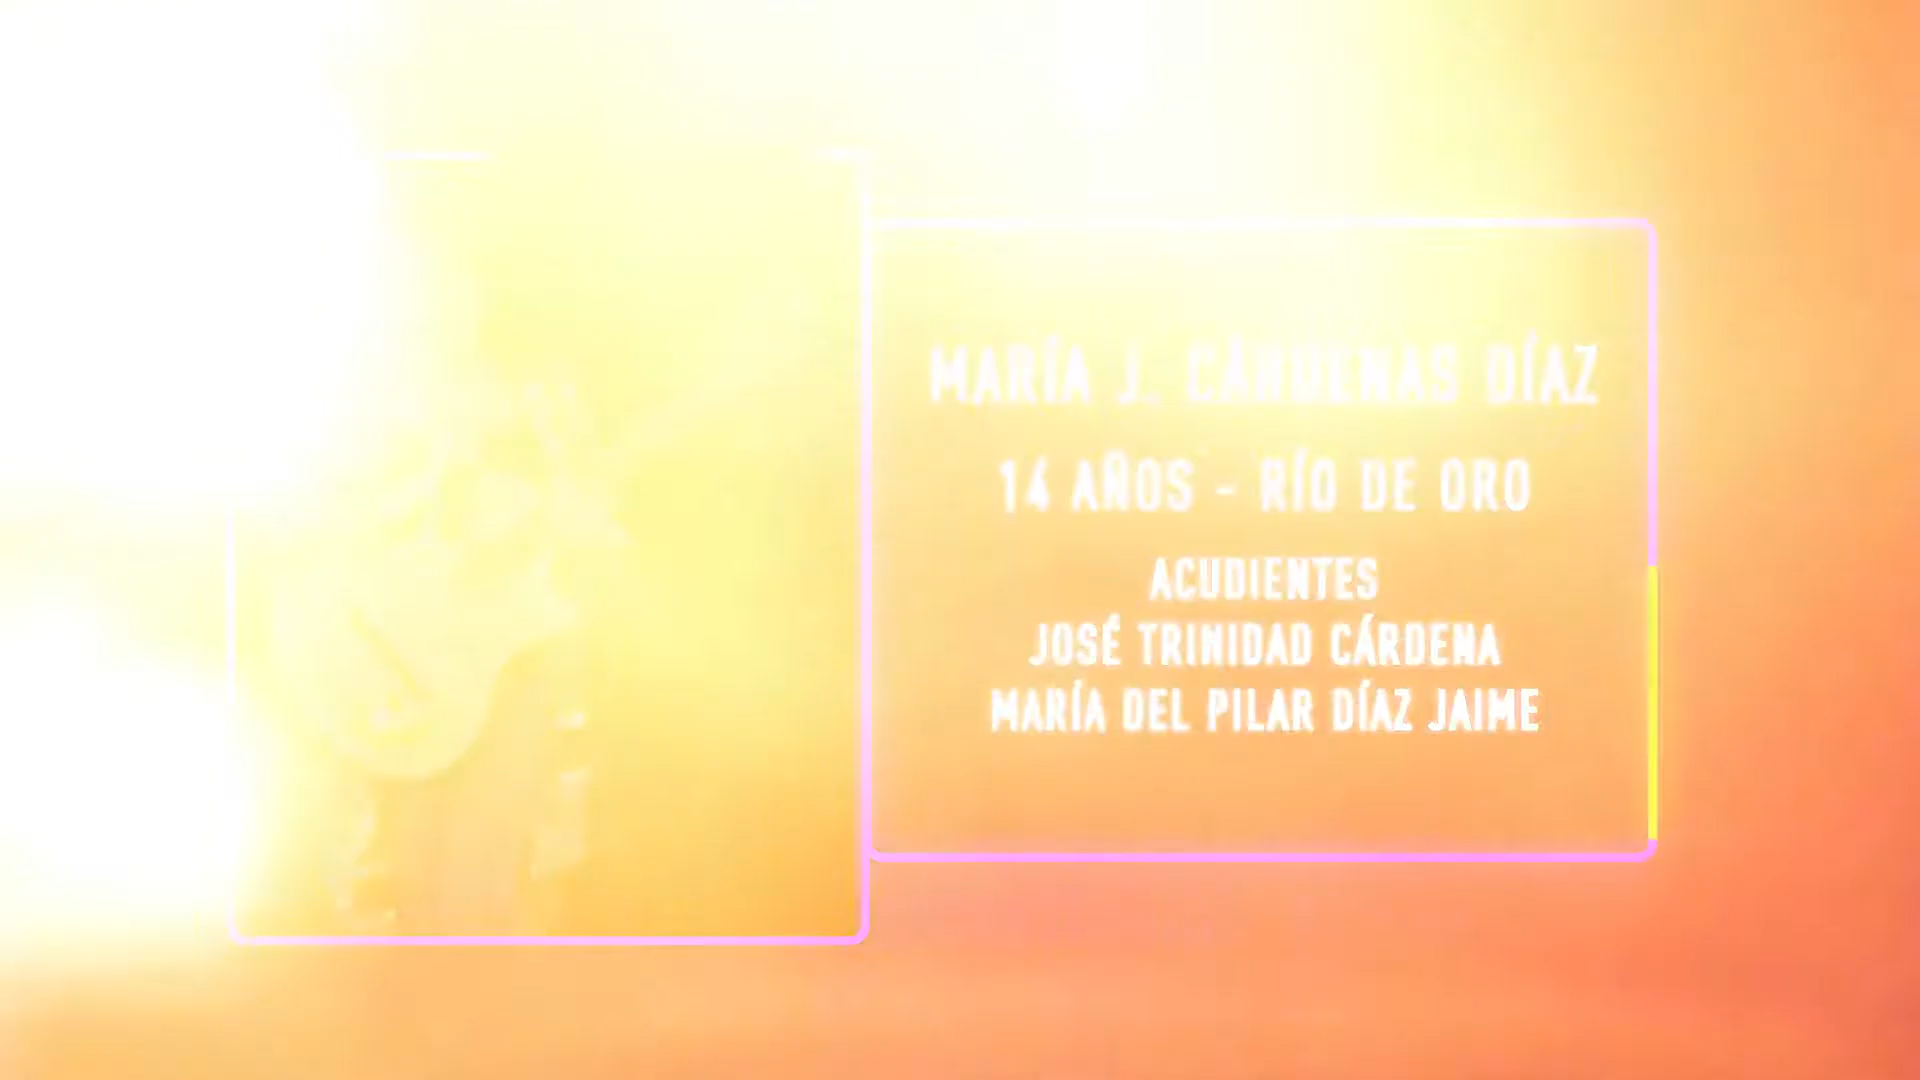 MARÍA J. CÁRDENAS DÍAZ
14 AÑOS - RÍO DE ORO
ACUDIENTES
JOSÉ TRINIDAD CÁRDENA
MARÍA DEL PILAR DÍAZ JAIME